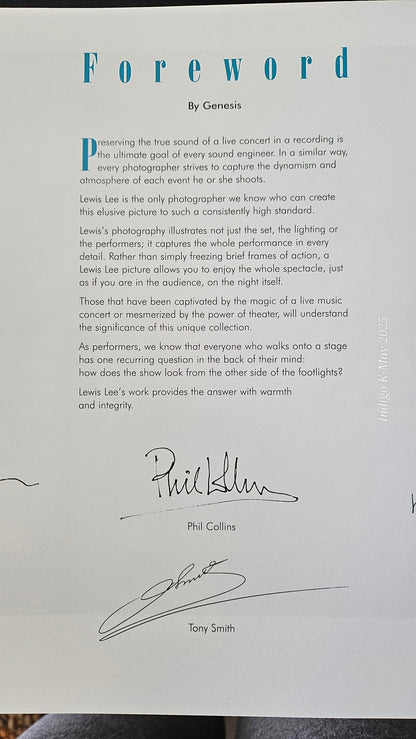 Foreword
By Genesis
Preserving the true sound of a live concert in a recording is
the ultimate goal of every sound engineer. In a similar way,
every photographer strives to capture the dynamism and
atmosphere of each event he or she shoots.
Lewis Lee is the only photographer we know who can create
this elusive picture to such a consistently high standard.
Lewis's photography illustrates not just the set, the lighting or
the performers; it captures the whole performance in every
detail. Rather than simply freezing brief frames of action, a
Lewis Lee picture allows you to enjoy the whole spectacle, just
as if you are in the audience, on the night itself.
Those that have been captivated by the magic of a live music
concert or mesmerized by the power of theater, will understand
the significance of this unique collection.
As performers, we know that everyone who walks onto a stage
has one recurring question in the back of their mind:
how does the show look from the other side of the footlights?
Lewis Lee's work provides the answer with warmth
and integrity.
Phil Collins
Phil Collins
Smith
Tony Smith
Indigo K May 2025